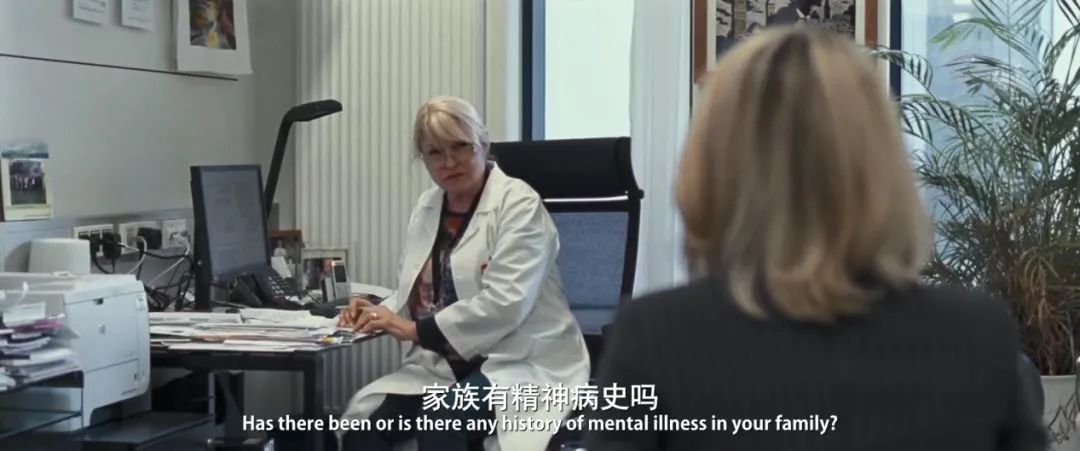 家族有精神病史吗
Has there been or is there any history of mental illness in your family?